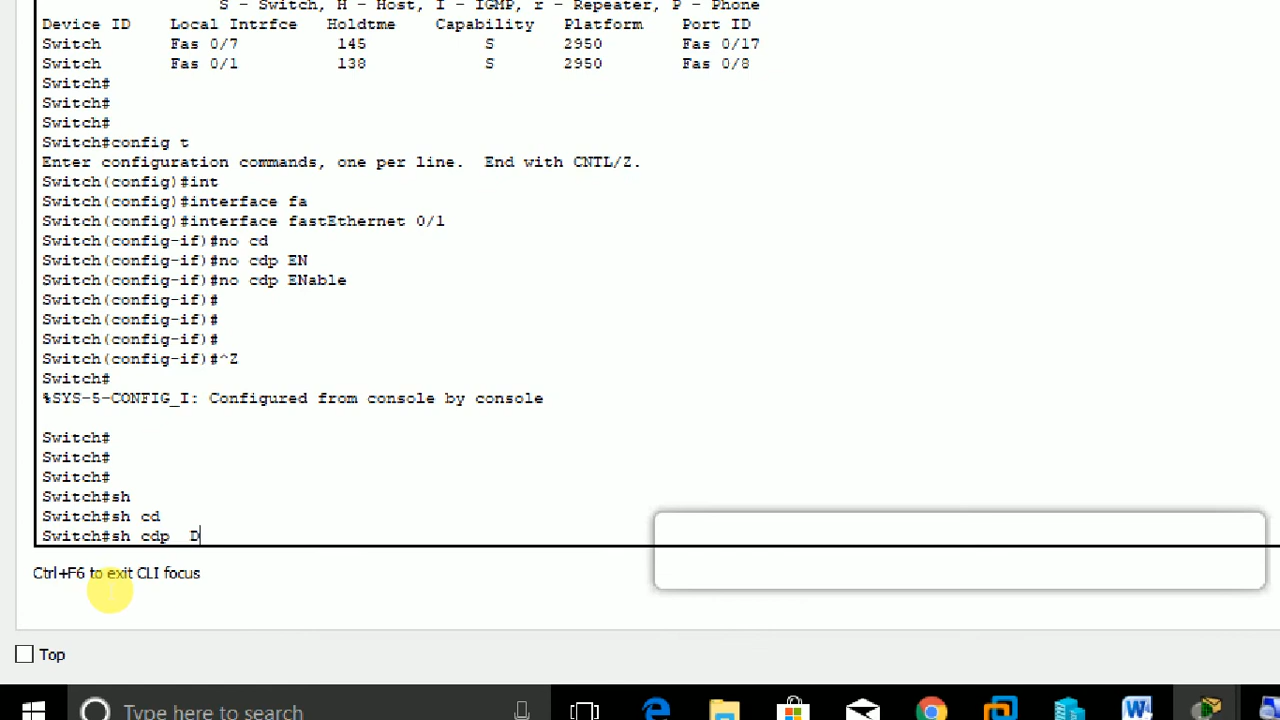 S - Switch, H - Host, I - IGMP, r - Repeater, P - Phone
Device ID    Local Intrfce   Holdtme    Capability   Platform    Port ID
Switch       Fas 0/7          145            S       2950        Fas 0/17
Switch       Fas 0/1          138            S       2950        Fas 0/8
Switch#
Switch#
Switch#
Switch#config t
Enter configuration commands, one per line.  End with CNTL/Z.
Switch(config)#int
Switch(config)#interface fa
Switch(config)#interface fastEthernet 0/1
Switch(config-if)#no cd
Switch(config-if)#no cdp EN
Switch(config-if)#no cdp ENable
Switch(config-if)#
Switch(config-if)#
Switch(config-if)#
Switch(config-if)#^Z
Switch#
%SYS-5-CONFIG_I: Configured from console by console
Switch#
Switch#
Switch#
Switch#sh
Switch#sh cd
Switch#sh cdp  D
Ctrl+F6 to exit CLI focus
Top
Type here to search